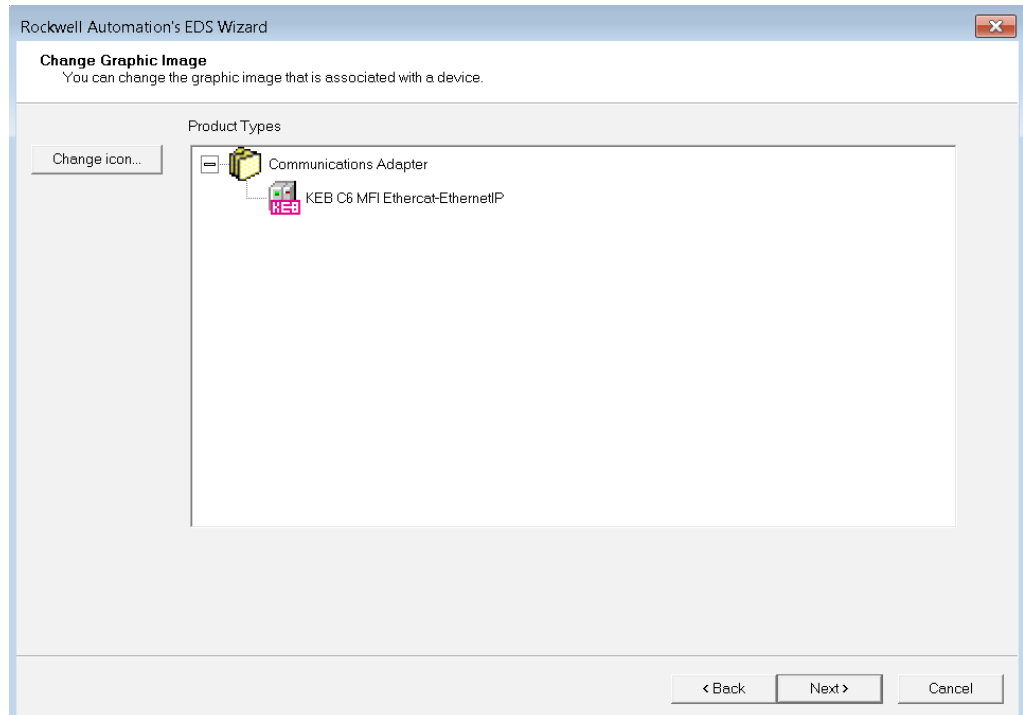 Rockwell Automation's EDS Wizard
Change Graphic Image
You can change the graphic image that is associated with a device.
Product Types
Change icon...
Communications Adapter
KEB
KEB C6 MFI Ethercat-EthernetIP
< Back
Next >
Cancel